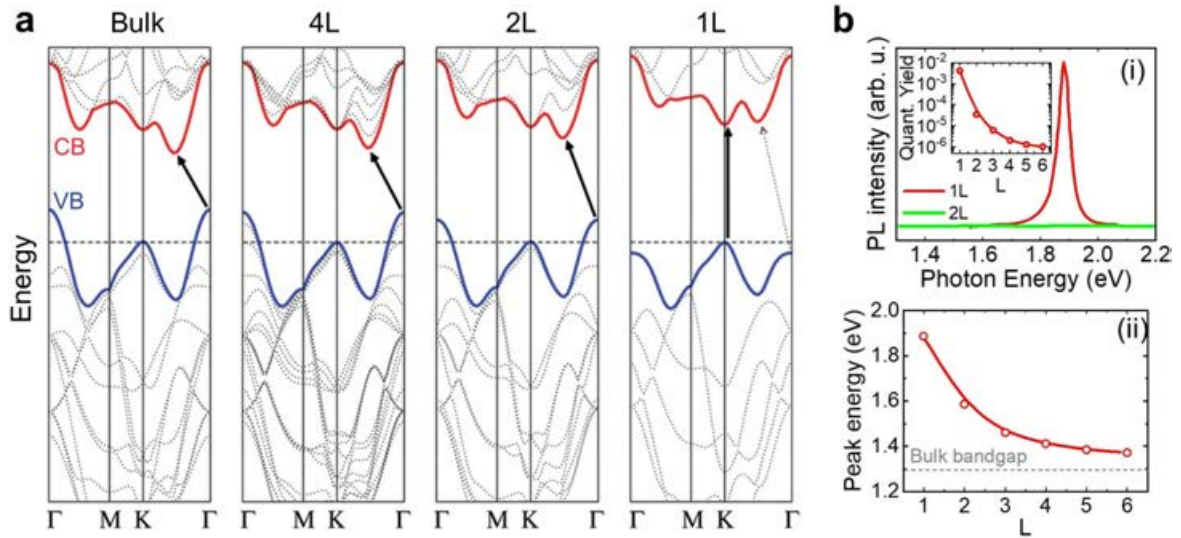 a
Bulk
4L
2L
1L
Energy
CB
VB
Γ M K Γ
Γ M K Γ
Γ M K Γ
Γ M K Γ
b
(i)
PL intensity (arb. u.)
Quant. Yield
10⁻²
10⁻³
10⁻⁴
10⁻⁵
10⁻⁶
1 2 3 4 5 6
L
1L
2L
1.4 1.6 1.8 2.0 2.2
Photon Energy (eV)
(ii)
Peak energy (eV)
2.0
1.8
1.6
1.4
1.2
Bulk bandgap
1 2 3 4 5 6
L